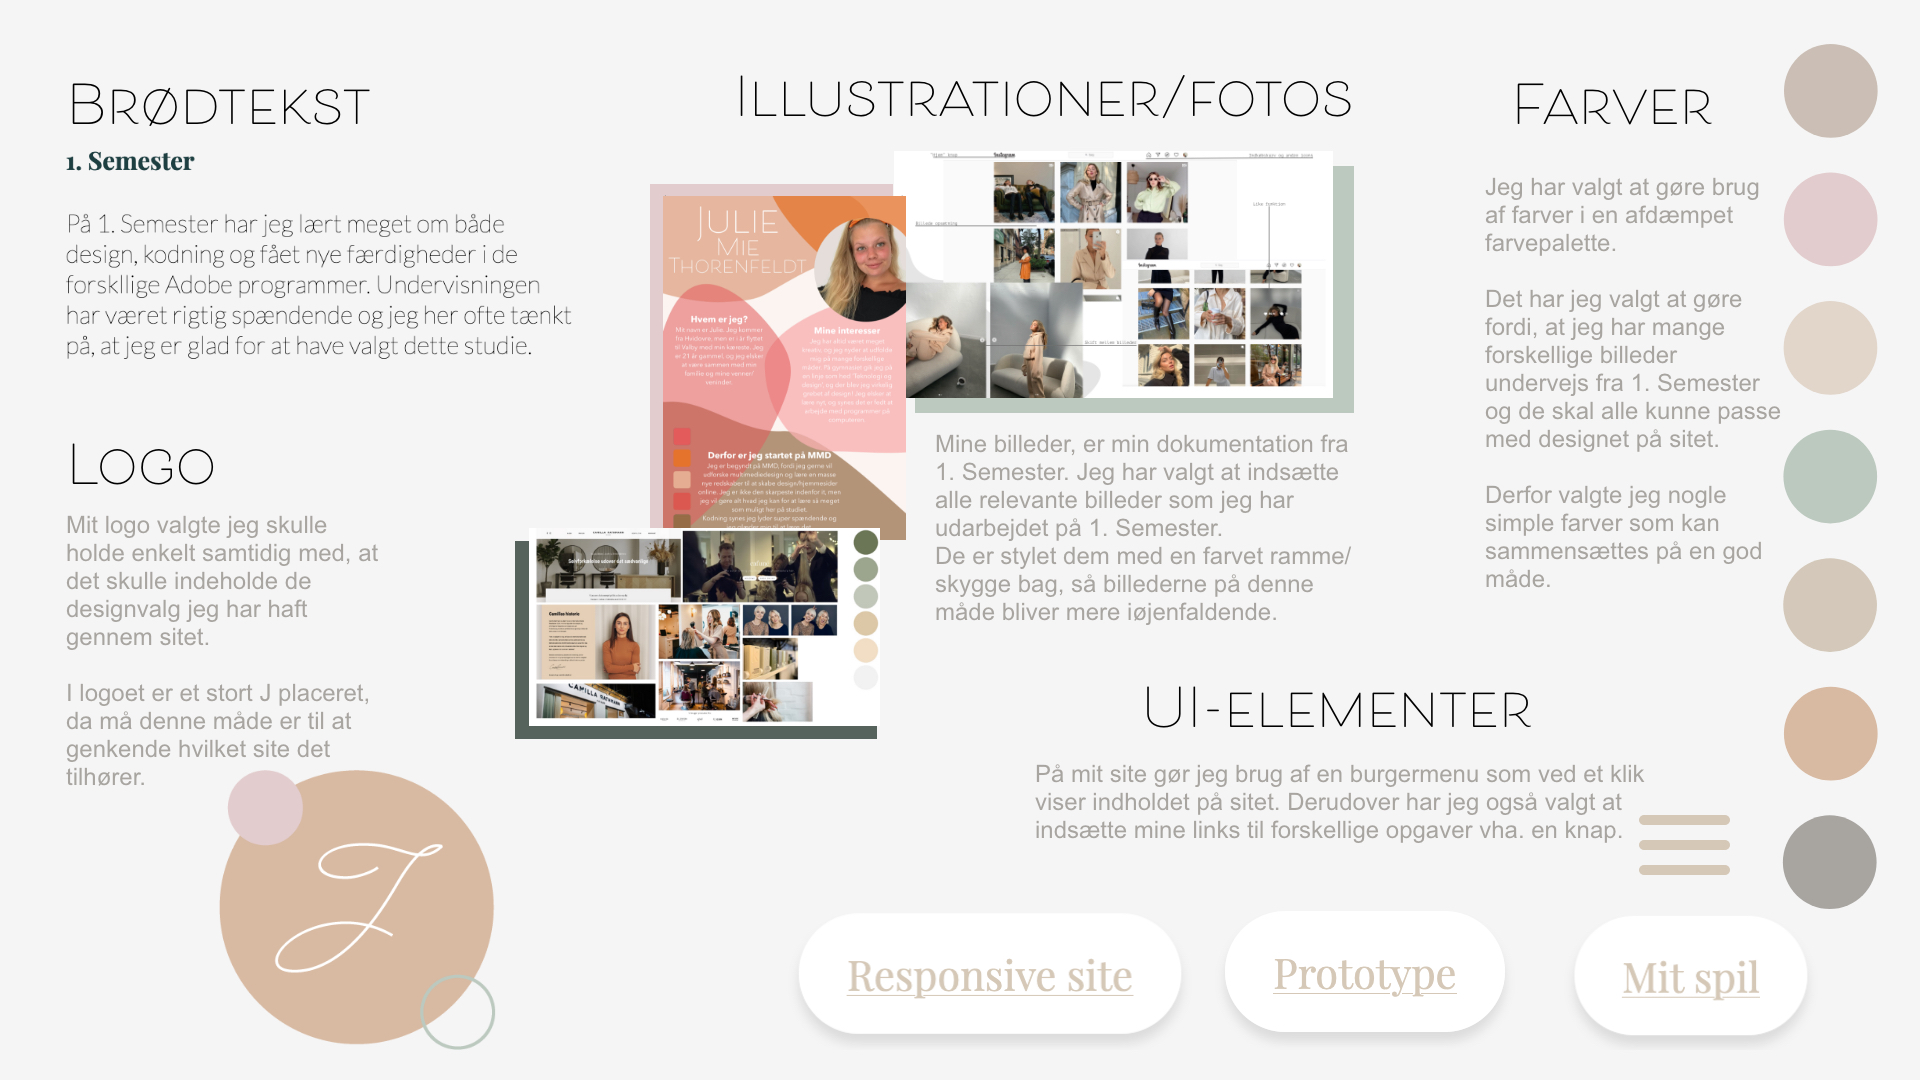 BRØDTEKST
1. Semester
På 1. Semester har jeg lært meget om både
design, kodning og fået nye færdigheder i de
forskllige Adobe programmer. Undervisningen
har været rigtig spændende og jeg her ofte tænkt
på, at jeg er glad for at have valgt dette studie.
LOGO
Mit logo valgte jeg skulle
holde enkelt samtidig med, at
det skulle indeholde de
designvalg jeg har haft
gennem sitet.
I logoet er et stort J placeret,
da må denne måde er til at
genkende hvilket site det
tilhører.
J
ILLUSTRATIONER/FOTOS
JULIE
MIE
THORENFELDT
Hvem er jeg?
Mine interesser
Derfor er jeg startet på MMD
Instagram
Billede opsætning
Like funktion
Instagram
Camillas historie
Mine billeder, er min dokumentation fra
1. Semester. Jeg har valgt at indsætte
alle relevante billeder som jeg har
udarbejdet på 1. Semester.
De er stylet dem med en farvet ramme/
skygge bag, så billederne på denne
måde bliver mere iøjenfaldende.
FARVER
Jeg har valgt at gøre brug
af farver i en afdæmpet
farvepalette.
Det har jeg valgt at gøre
fordi, at jeg har mange
forskellige billeder
undervejs fra 1. Semester
og de skal alle kunne passe
med designet på sitet.
Derfor valgte jeg nogle
simple farver som kan
sammensættes på en god
måde.
UI-ELEMENTER
På mit site gør jeg brug af en burgermenu som ved et klik
viser indholdet på sitet. Derudover har jeg også valgt at
indsætte mine links til forskellige opgaver vha. en knap.
Responsive site
Prototype
Mit spil